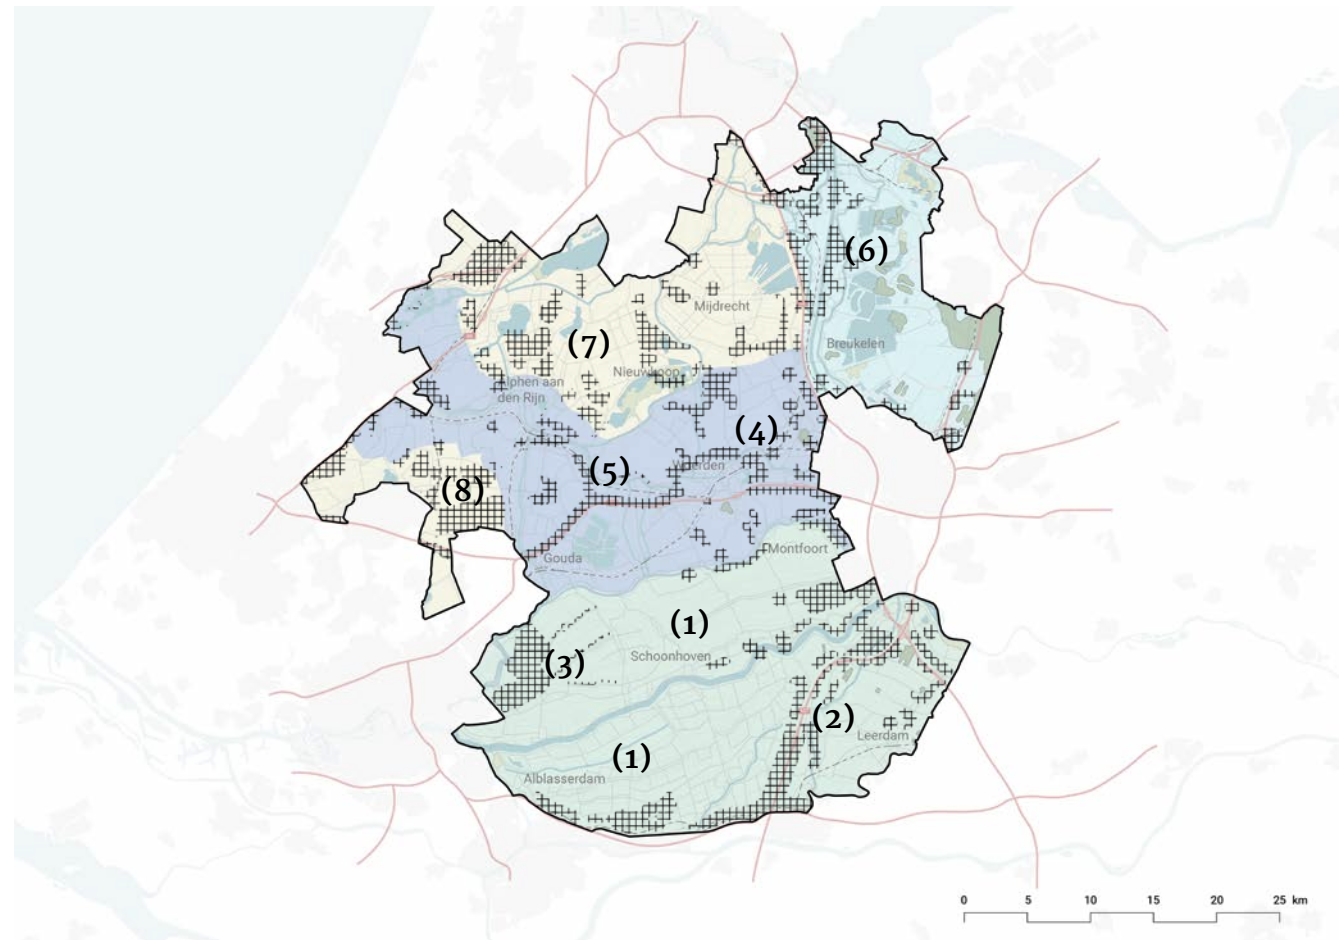 (6)
Mijdrecht
(7)
Breukelen
Nieuwkoop
Alphen aan
den Rijn
(4)
(5)
Woerden
(8)
Gouda
Montfoort
(1)
Schoonhoven
(3)
(2)
Leerdam
(1)
Alblasserdam
0 5 10 15 20 25 km